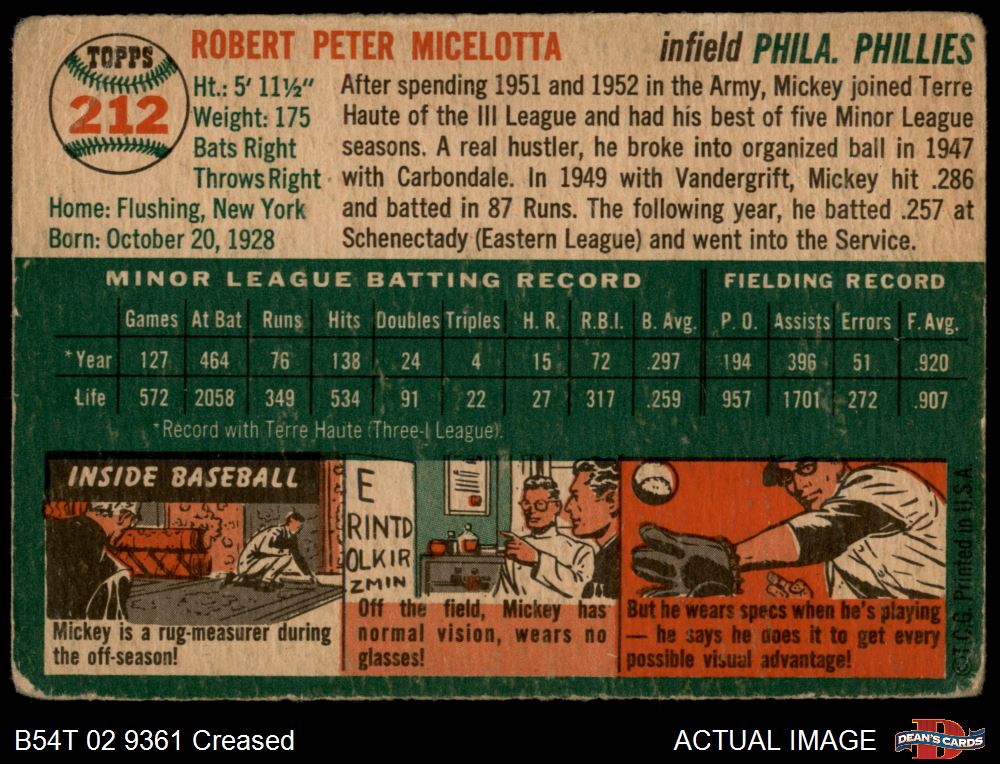 TOPPS
212
ROBERT PETER MICELOTTA
infield PHILA. PHILLIES
Ht.: 5' 11½"
Weight: 175
Bats Right
Throws Right
Home: Flushing, New York
Born: October 20, 1928
After spending 1951 and 1952 in the Army, Mickey joined Terre
Haute of the III League and had his best of five Minor League
seasons. A real hustler, he broke into organized ball in 1947
with Carbondale. In 1949 with Vandergrift, Mickey hit .286
and batted in 87 Runs. The following year, he batted .257 at
Schenectady (Eastern League) and went into the Service.
MINOR LEAGUE BATTING RECORD FIELDING RECORD
Games At Bat Runs Hits Doubles Triples H. R. R.B.I. B. Avg. P. O. Assists Errors F. Avg.
*Year 127 464 76 138 24 4 15 72 .297 194 396 51 .920
Life 572 2058 349 534 91 22 27 317 .259 957 1701 272 .907
*Record with Terre Haute (Three-I League).
INSIDE BASEBALL
Mickey is a rug-measurer during
the off-season!
E
RINTD
OLKIR
ZMIN
Off the field, Mickey has
normal vision, wears no
glasses!
But he wears specs when he's playing
— he says he does it to get every
possible visual advantage!
©T.C.G. Printed in U.S.A
B54T 02 9361 Creased
ACTUAL IMAGE
DEAN'S CARDS